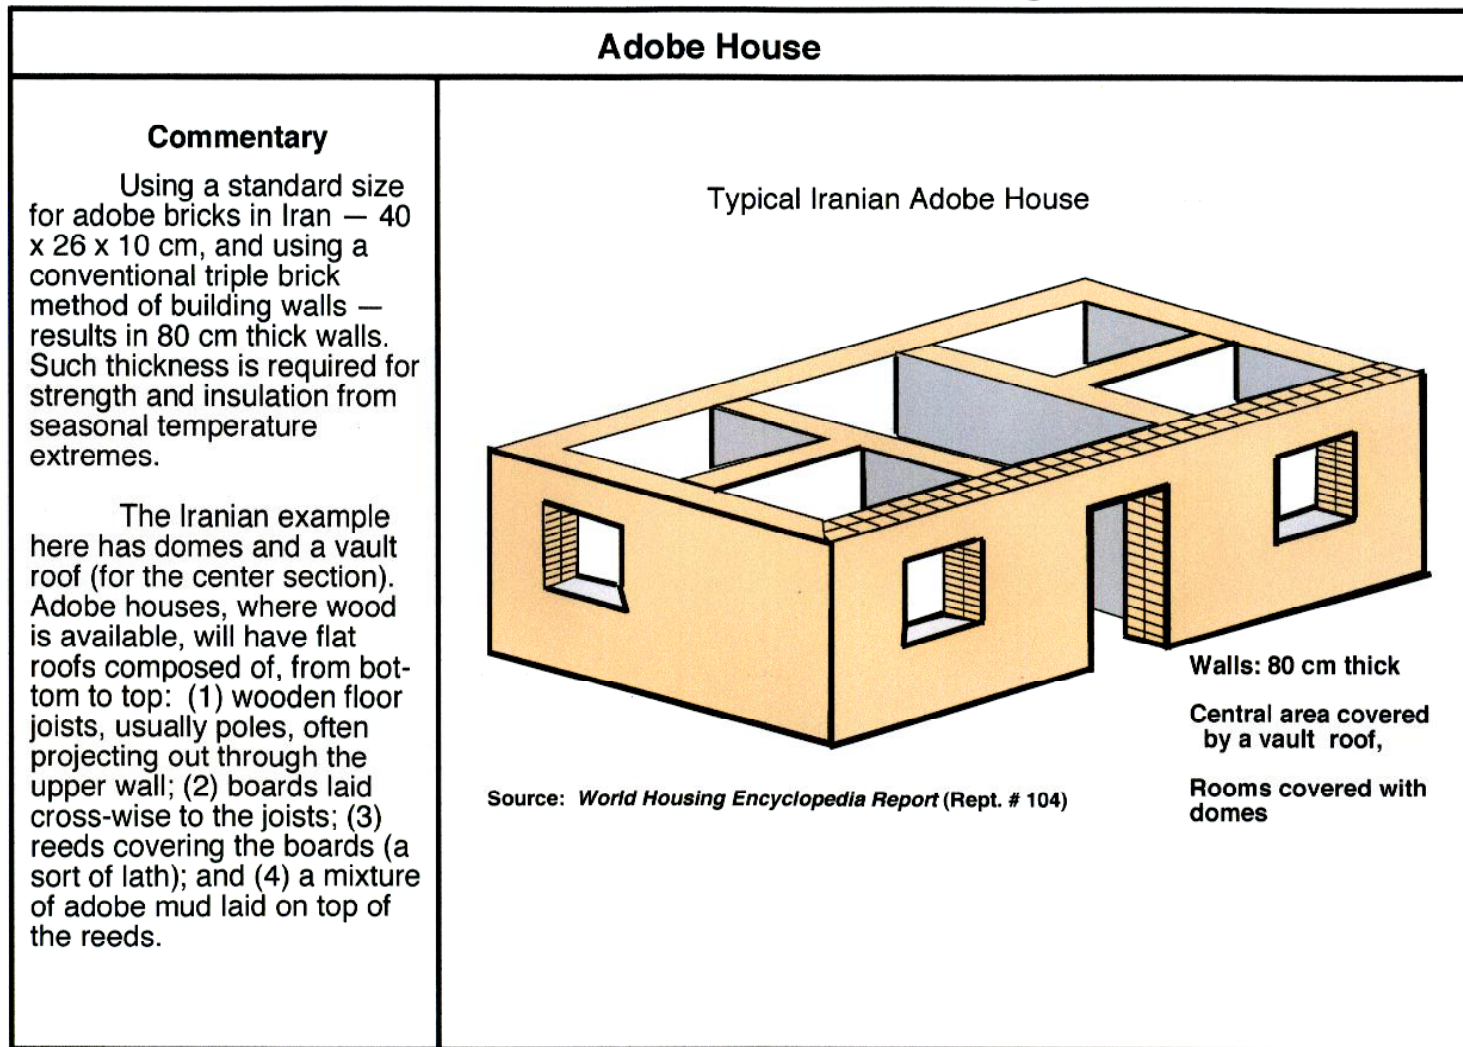 Adobe House
Commentary
Using a standard size
for adobe bricks in Iran — 40
x 26 x 10 cm, and using a
conventional triple brick
method of building walls —
results in 80 cm thick walls.
Such thickness is required for
strength and insulation from
seasonal temperature
extremes.
The Iranian example
here has domes and a vault
roof (for the center section).
Adobe houses, where wood
is available, will have flat
roofs composed of, from bot-
tom to top: (1) wooden floor
joists, usually poles, often
projecting out through the
upper wall; (2) boards laid
cross-wise to the joists; (3)
reeds covering the boards (a
sort of lath); and (4) a mixture
of adobe mud laid on top of
the reeds.
Typical Iranian Adobe House
Walls: 80 cm thick
Central area covered
by a vault roof,
Rooms covered with
domes
Source: World Housing Encyclopedia Report (Rept. # 104)